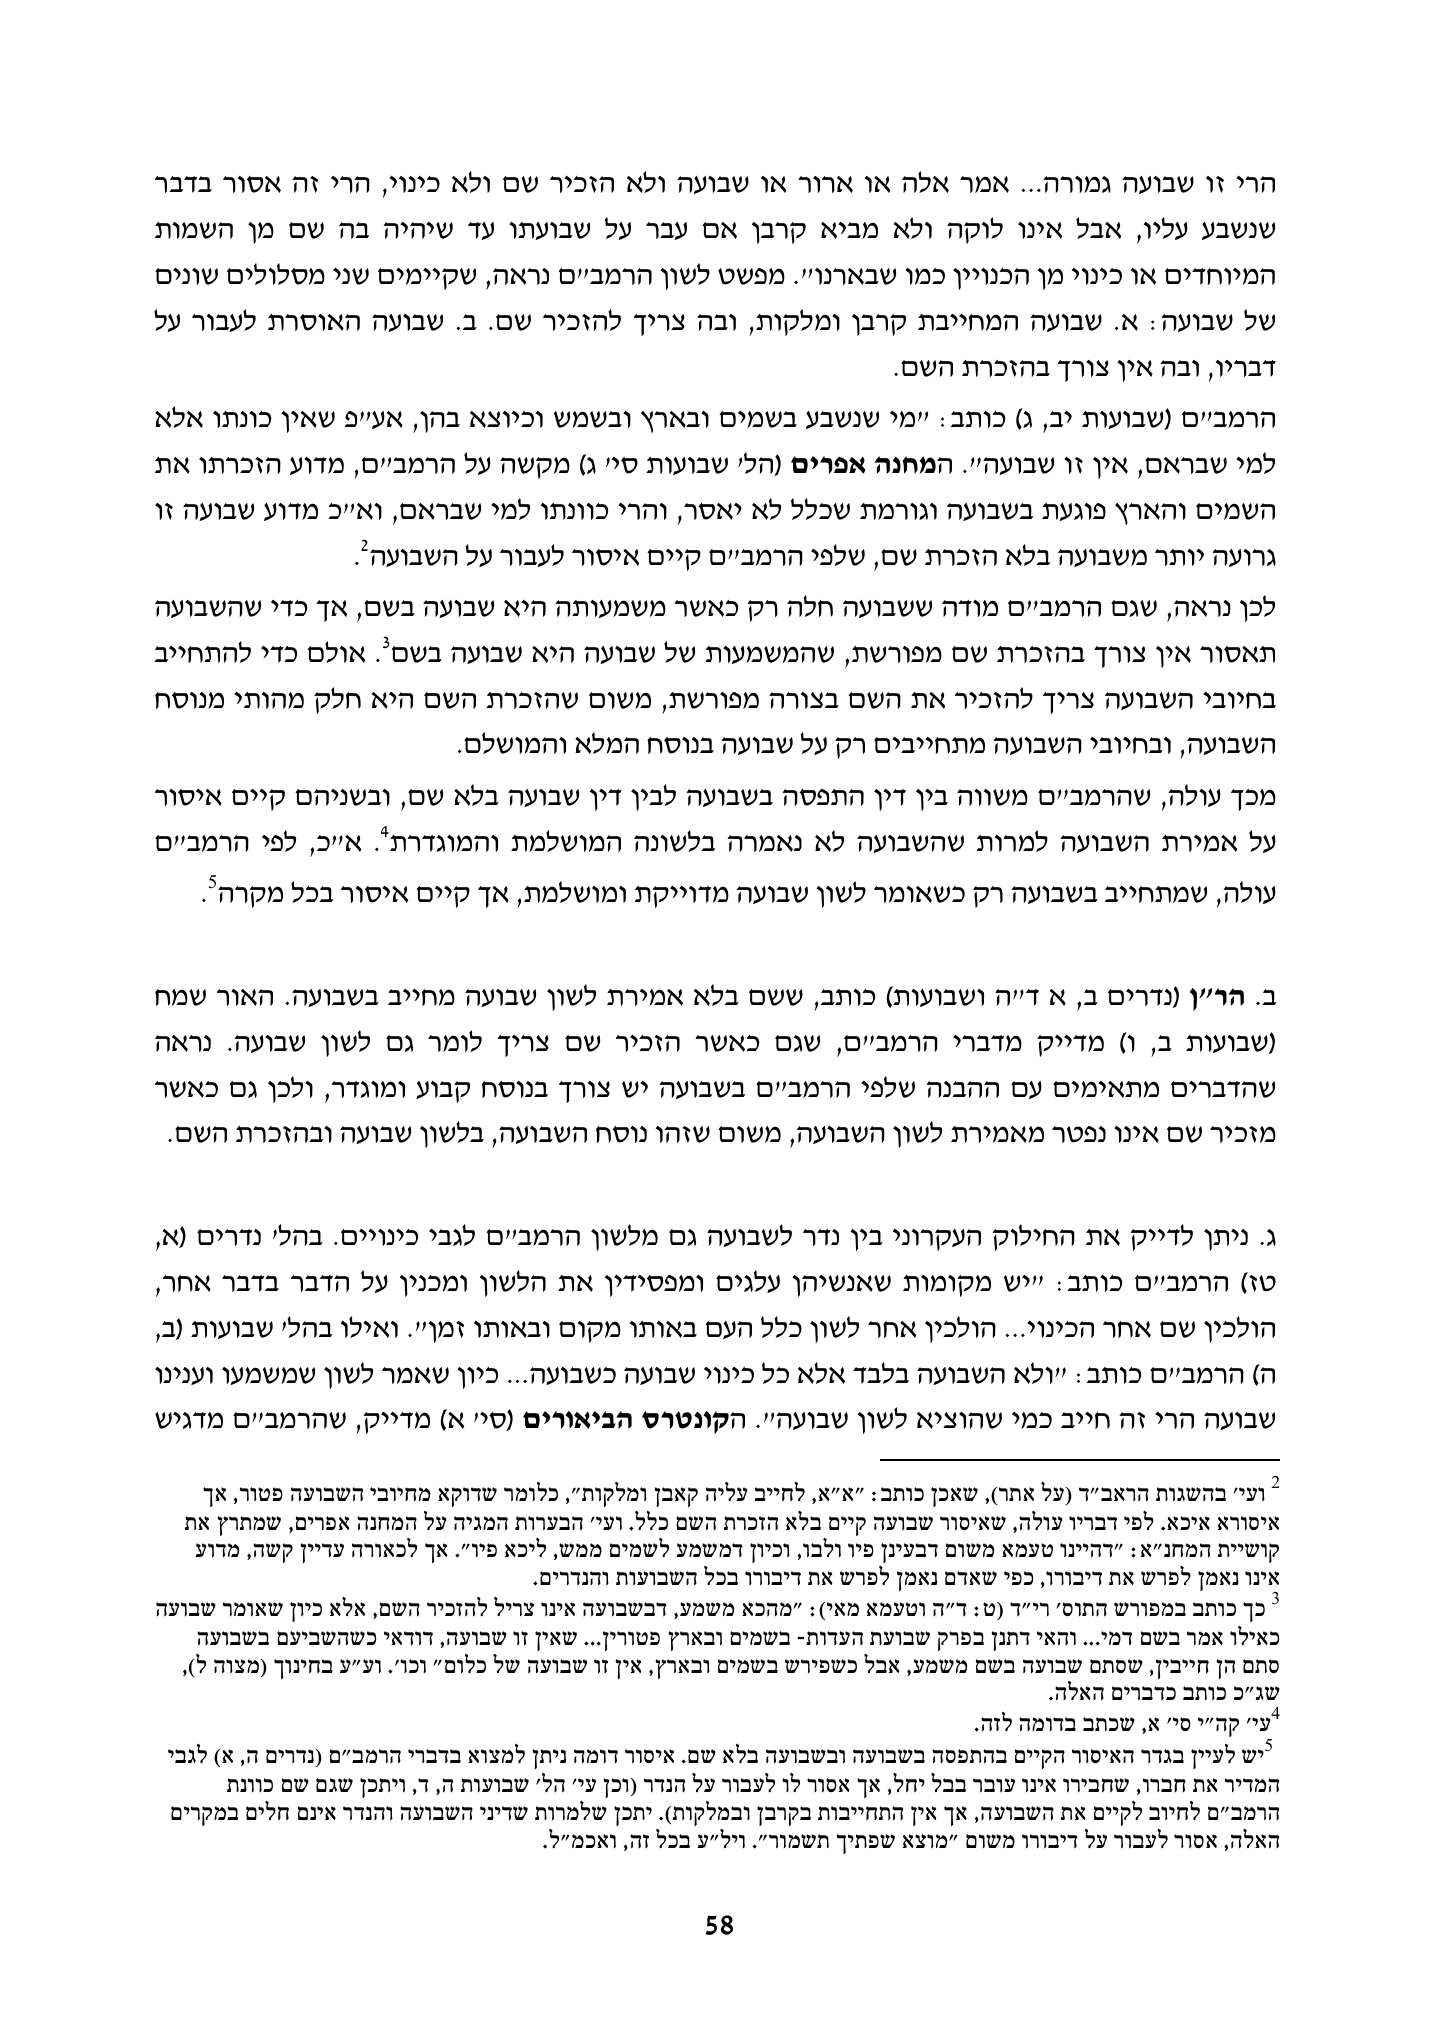 הרי זו שבועה גמורה... אמר אלה או ארור או שבועה ולא הזכיר שם ולא כינוי, הרי זה אסור בדבר
שנשבע עליו, אבל אינו לוקה ולא מביא קרבן אם עבר על שבועתו עד שיהיה בה שם מן השמות
המיוחדים או כינוי מן הכנויין כמו שבארנו״. מפשט לשון הרמב״ם נראה, שקיימים שני מסלולים שונים
של שבועה: א. שבועה המחייבת קרבן ומלקות, ובה צריך להזכיר שם. ב. שבועה האוסרת לעבור על
דבריו, ובה אין צורך בהזכרת השם.
הרמב״ם (שבועות יב, ג) כותב: ״מי שנשבע בשמים ובארץ ובשמש וכיוצא בהן, אע״פ שאין כונתו אלא
למי שבראם, אין זו שבועה״. המחנה אפרים (הל׳ שבועות סי׳ ג) מקשה על הרמב״ם, מדוע הזכרתו את
השמים והארץ פוגעת בשבועה וגורמת שכלל לא יאסר, והרי כוונתו למי שבראם, וא״כ מדוע שבועה זו
גרועה יותר משבועה בלא הזכרת שם, שלפי הרמב״ם קיים איסור לעבור על השבועה2.
לכן נראה, שגם הרמב״ם מודה ששבועה חלה רק כאשר משמעותה היא שבועה בשם, אך כדי שהשבועה
תאסור אין צורך בהזכרת שם מפורשת, שהמשמעות של שבועה היא שבועה בשם3. אולם כדי להתחייב
בחיובי השבועה צריך להזכיר את השם בצורה מפורשת, משום שהזכרת השם היא חלק מהותי מנוסח
השבועה, ובחיובי השבועה מתחייבים רק על שבועה בנוסח המלא והמושלם.
מכך עולה, שהרמב״ם משווה בין דין התפסה בשבועה לבין דין שבועה בלא שם, ובשניהם קיים איסור
על אמירת השבועה למרות שהשבועה לא נאמרה בלשונה המושלמת והמוגדרת4. א״כ, לפי הרמב״ם
עולה, שמתחייב בשבועה רק כשאומר לשון שבועה מדוייקת ומושלמת, אך קיים איסור בכל מקרה5.
ב. הר״ן (נדרים ב, א ד״ה ושבועות) כותב, ששם בלא אמירת לשון שבועה מחייב בשבועה. האור שמח
(שבועות ב, ו) מדייק מדברי הרמב״ם, שגם כאשר הזכיר שם צריך לומר גם לשון שבועה. נראה
שהדברים מתאימים עם ההבנה שלפי הרמב״ם בשבועה יש צורך בנוסח קבוע ומוגדר, ולכן גם כאשר
מזכיר שם אינו נפטר מאמירת לשון השבועה, משום שזהו נוסח השבועה, בלשון שבועה ובהזכרת השם.
ג. ניתן לדייק את החילוק העקרוני בין נדר לשבועה גם מלשון הרמב״ם לגבי כינויים. בהל׳ נדרים (א,
טז) הרמב״ם כותב: ״יש מקומות שאנשיהן עלגים ומפסידין את הלשון ומכנין על הדבר בדבר אחר,
הולכין שם אחר הכינוי... הולכין אחר לשון כלל העם באותו מקום ובאותו זמן״. ואילו בהל׳ שבועות (ב,
ה) הרמב״ם כותב: ״ולא השבועה בלבד אלא כל כינוי שבועה כשבועה... כיון שאמר לשון שמשמעו וענינו
שבועה הרי זה חייב כמי שהוציא לשון שבועה״. הקונטרס הביאורים (סי׳ א) מדייק, שהרמב״ם מדגיש
2 ועי׳ בהשגות הראב״ד (על אתר), שאכן כותב: ״א״א, לחייב עליה קאבן ומלקות״, כלומר שדוקא מחיובי השבועה פטור, אך
איסורא איכא. לפי דבריו עולה, שאיסור שבועה קיים בלא הזכרת השם כלל. ועי׳ הבערות המגיה על המחנה אפרים, שמתרץ את
קושיית המחנ״א: ״דהיינו טעמא משום דבעינן פיו ולבו, וכיון דמשמע לשמים ממש, ליכא פיו״. אך לכאורה עדיין קשה, מדוע
אינו נאמן לפרש את דיבורו, כפי שאדם נאמן לפרש את דיבורו בכל השבועות והנדרים.
3 כך כותב במפורש התוס׳ רי״ד (ט: ד״ה וטעמא מאי): ״מהכא משמע, דבשבועה אינו צריל להזכיר השם, אלא כיון שאומר שבועה
כאילו אמר בשם דמי... והאי דתנן בפרק שבועת העדות- בשמים ובארץ פטורין... שאין זו שבועה, דודאי כשהשביעם בשבועה
סתם הן חייבין, שסתם שבועה בשם משמע, אבל כשפירש בשמים ובארץ, אין זו שבועה של כלום״ וכו׳. וע״ע בחינוך (מצוה ל),
שג״כ כותב כדברים האלה.
4עי׳ קה״י סי׳ א, שכתב בדומה לזה.
5יש לעיין בגדר האיסור הקיים בהתפסה בשבועה ובשבועה בלא שם. איסור דומה ניתן למצוא בדברי הרמב״ם (נדרים ה, א) לגבי
המדיר את חברו, שחבירו אינו עובר בבל יחל, אך אסור לו לעבור על הנדר (וכן עי׳ הל׳ שבועות ה, ד, ויתכן שגם שם כוונת
הרמב״ם לחיוב לקיים את השבועה, אך אין התחייבות בקרבן ובמלקות). יתכן שלמרות שדיני השבועה והנדר אינם חלים במקרים
האלה, אסור לעבור על דיבורו משום ״מוצא שפתיך תשמור״. ויל״ע בכל זה, ואכמ״ל.
58